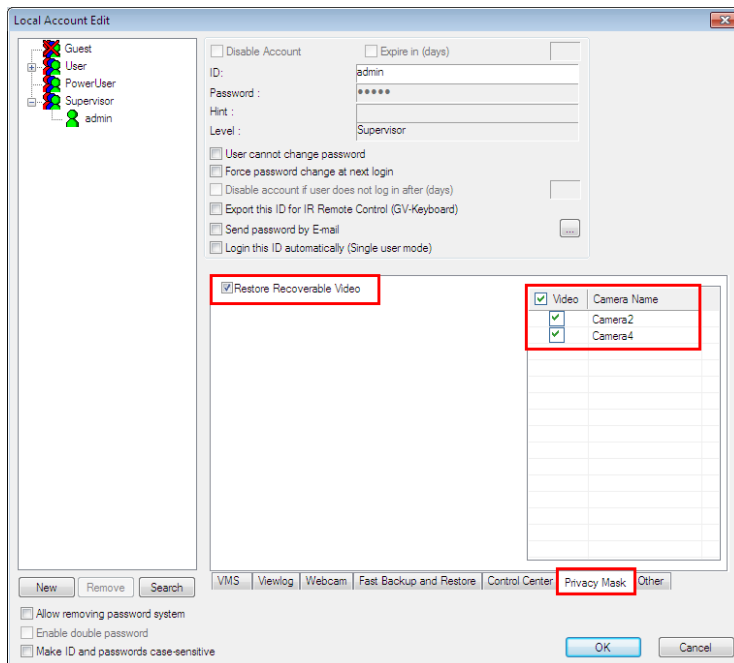 Local Account Edit
Guest
User
PowerUser
Supervisor
admin
Disable Account
Expire in (days)
ID:
admin
Password :
•••••
Hint :
Level :
Supervisor
User cannot change password
Force password change at next login
Disable account if user does not log in after (days)
Export this ID for IR Remote Control (GV-Keyboard)
Send password by E-mail
...
Login this ID automatically (Single user mode)
Restore Recoverable Video
Video
Camera Name
Camera2
Camera4
VMS
Viewlog
Webcam
Fast Backup and Restore
Control Center
Privacy Mask
Other
New
Remove
Search
Allow removing password system
Enable double password
Make ID and passwords case-sensitive
OK
Cancel